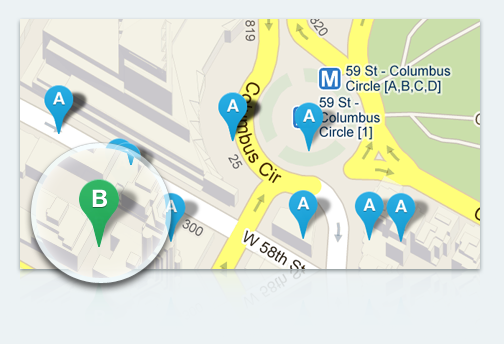 819
820
M
59 St - Columbus
Circle [A,B,C,D]
A
A
59 St -
Columbus
Circle [1]
A
Columbus Cir
25
B
A
A
A
A
300
W 58th St